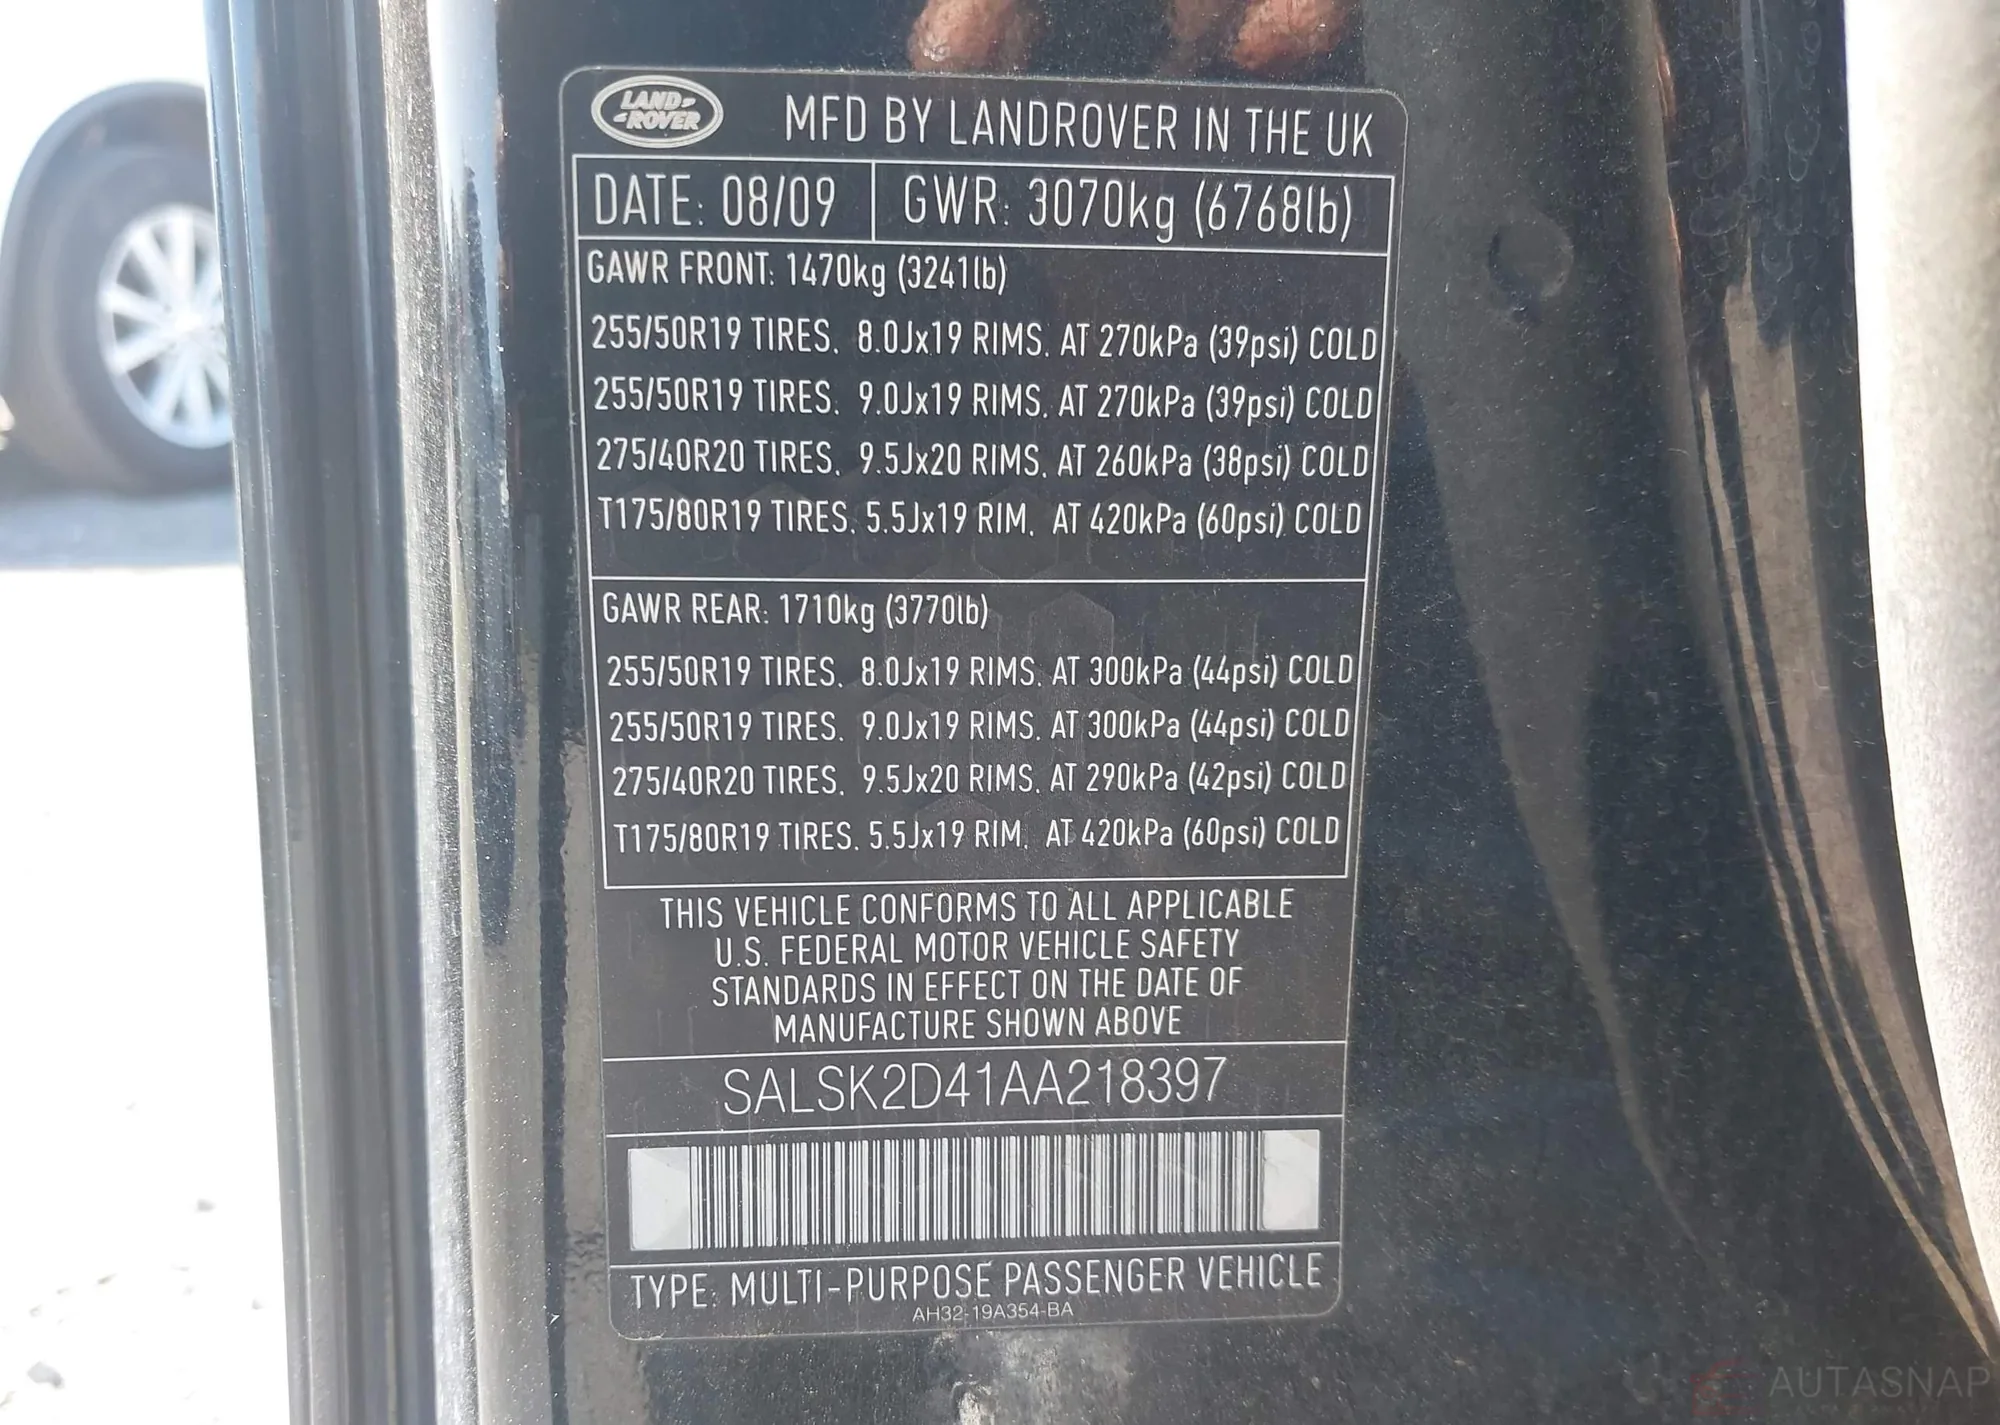 LAND-
-ROVER
MFD BY LANDROVER IN THE UK
DATE: 08/09 GWR: 3070kg (6768lb)
GAWR FRONT: 1470kg (3241lb)
255/50R19 TIRES. 8.0Jx19 RIMS. AT 270kPa (39psi) COLD
255/50R19 TIRES. 9.0Jx19 RIMS. AT 270kPa (39psi) COLD
275/40R20 TIRES. 9.5Jx20 RIMS. AT 260kPa (38psi) COLD
T175/80R19 TIRES. 5.5Jx19 RIM. AT 420kPa (60psi) COLD
GAWR REAR: 1710kg (3770lb)
255/50R19 TIRES. 8.0Jx19 RIMS. AT 300kPa (44psi) COLD
255/50R19 TIRES. 9.0Jx19 RIMS. AT 300kPa (44psi) COLD
275/40R20 TIRES. 9.5Jx20 RIMS. AT 290kPa (42psi) COLD
T175/80R19 TIRES. 5.5Jx19 RIM. AT 420kPa (60psi) COLD
THIS VEHICLE CONFORMS TO ALL APPLICABLE
U.S. FEDERAL MOTOR VEHICLE SAFETY
STANDARDS IN EFFECT ON THE DATE OF
MANUFACTURE SHOWN ABOVE
SALSK2D41AA218397
TYPE: MULTI-PURPOSE PASSENGER VEHICLE
AH32-19A354-BA
AUTASNAP